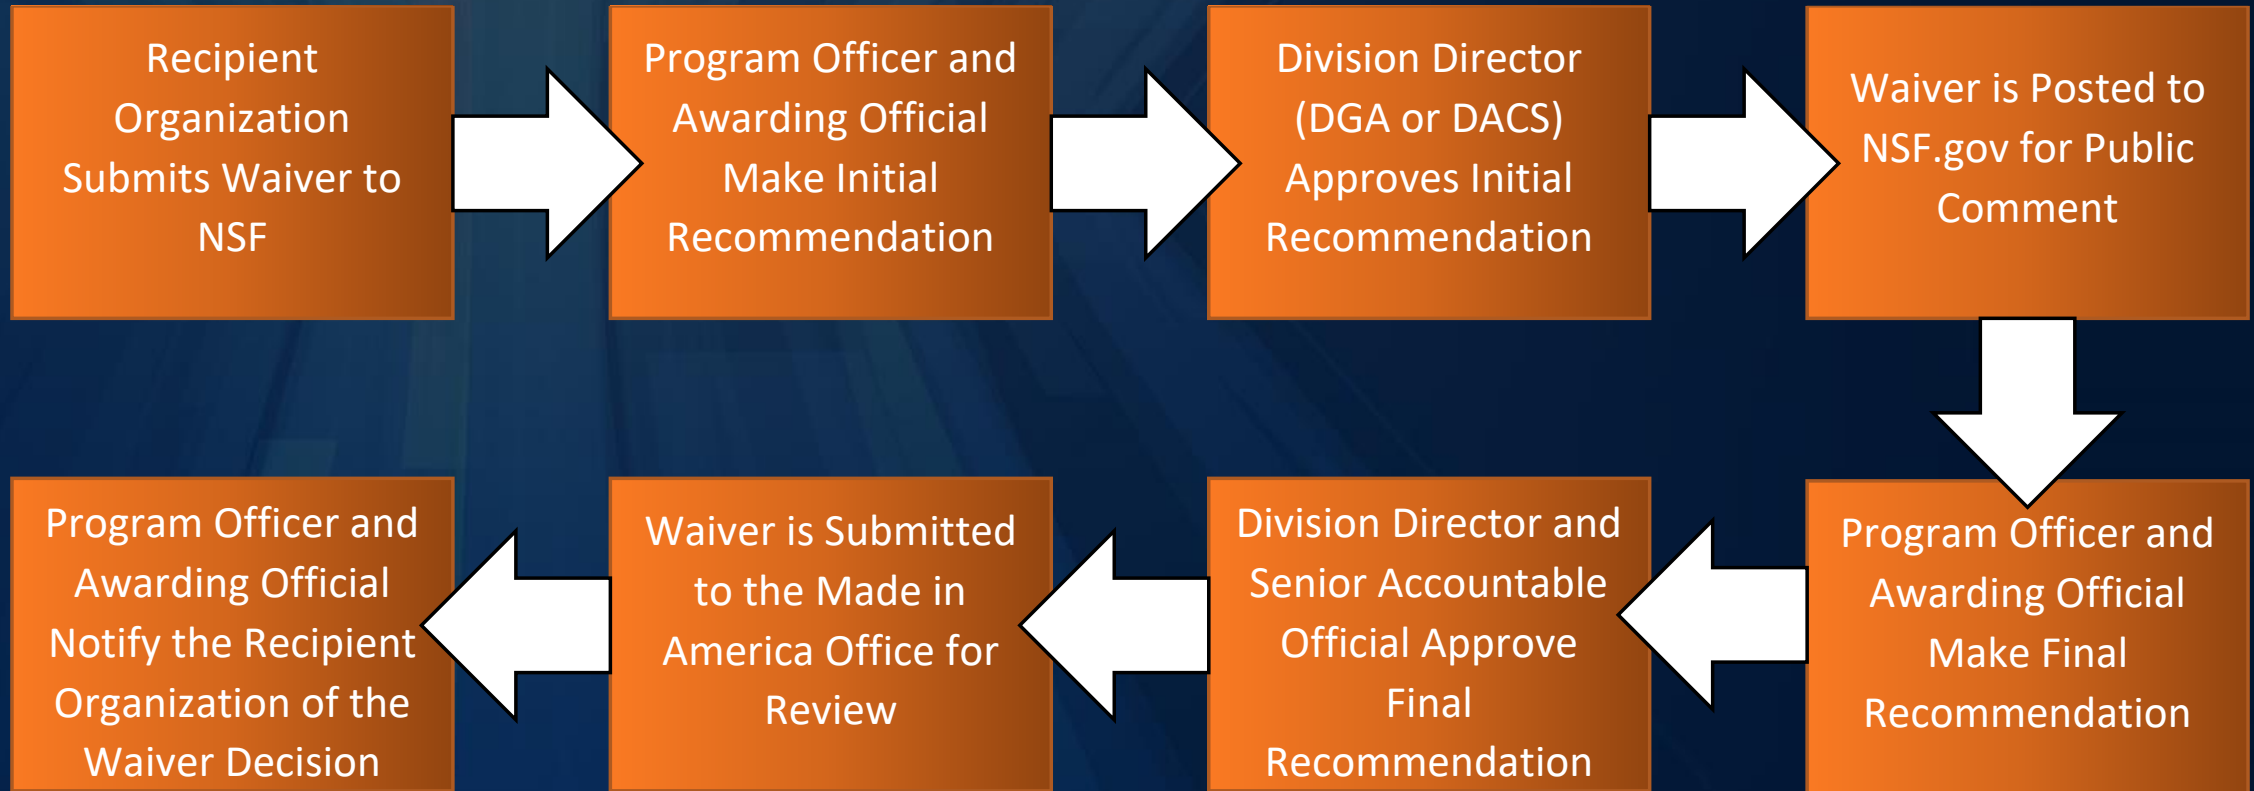 Recipient
Organization
Submits Waiver to
NSF
Program Officer and
Awarding Official
Make Initial
Recommendation
Division Director
(DGA or DACS)
Approves Initial
Recommendation
Waiver is Posted to
NSF.gov for Public
Comment
Program Officer and
Awarding Official
Make Final
Recommendation
Division Director and
Senior Accountable
Official Approve
Final
Recommendation
Waiver is Submitted
to the Made in
America Office for
Review
Program Officer and
Awarding Official
Notify the Recipient
Organization of the
Waiver Decision